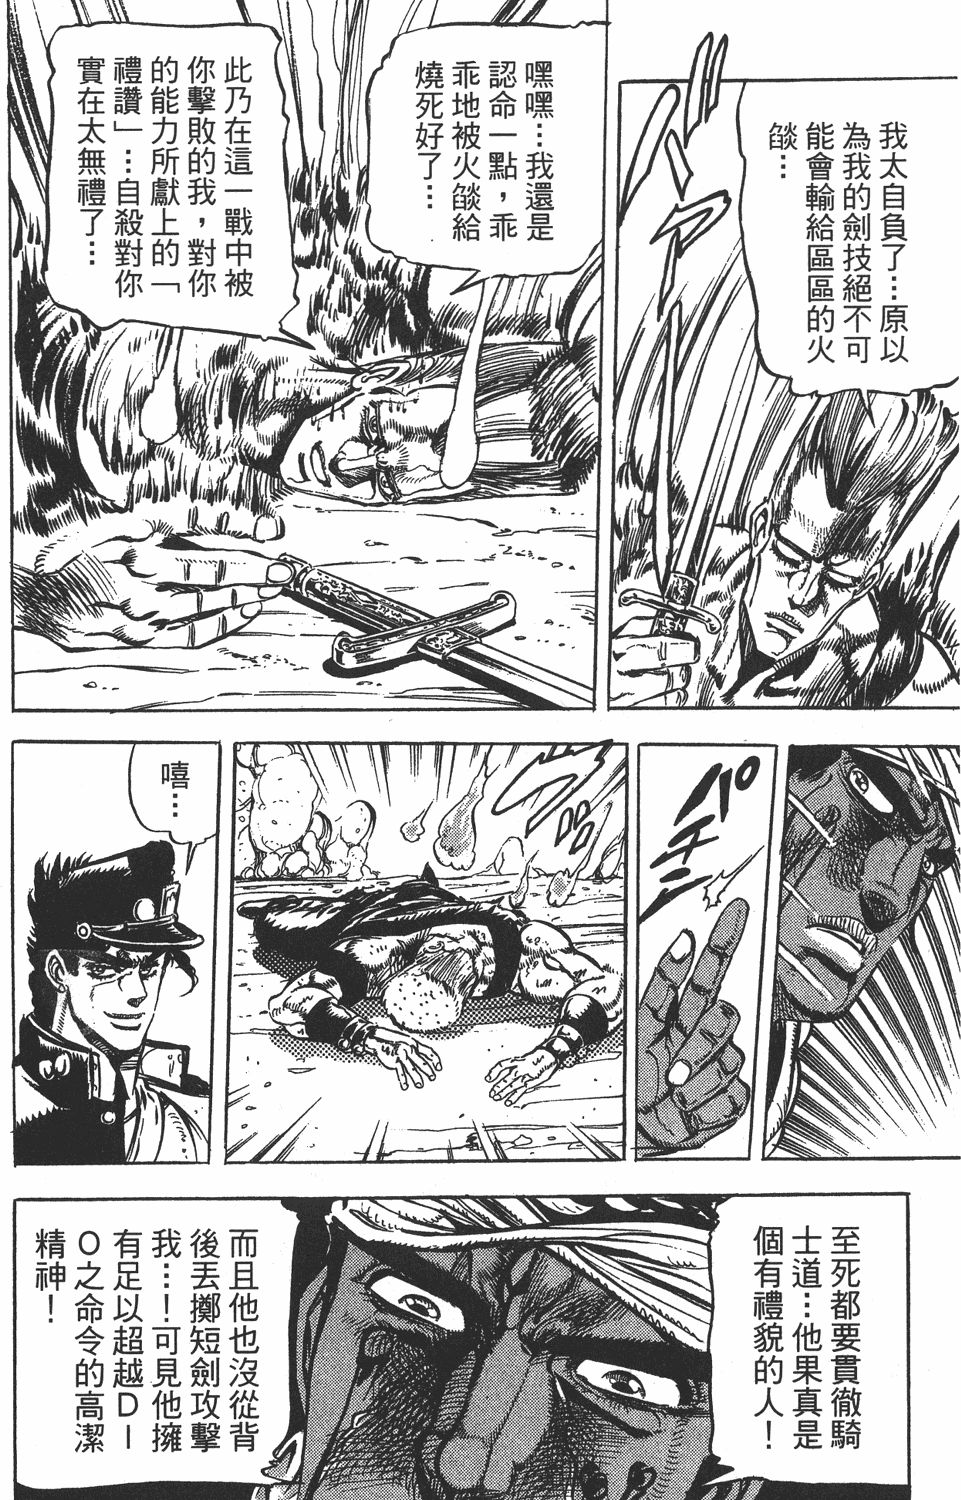 我太自負了…原以
為我的劍技絕不可
能會輸給區區的火
燄…
嘿嘿…我還是
認命一點，乖
乖地被火燄給
燒死好了…
此乃在這一戰中被
你擊敗的我，對你
的能力所獻上的「
禮讚」…自殺對你
實在太無禮了…
パチン
嘻…
至死都要貫徹騎
士道…他果真是
個有禮貌的人！
而且他也沒從背
後丟擲短劍攻擊
我…！可見他擁
有足以超越DI
O之命令的高潔
精神！